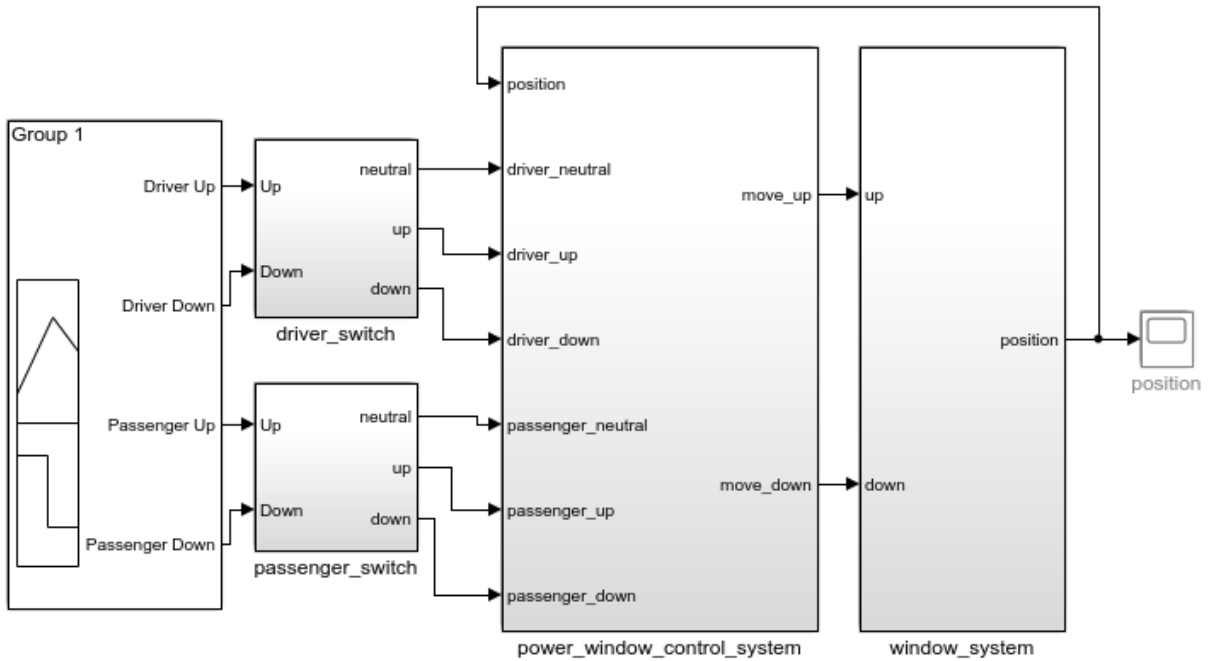 Group 1
Driver Up
Driver Down
Passenger Up
Passenger Down
Up
Down
neutral
up
down
driver_switch
Up
Down
neutral
up
down
passenger_switch
position
driver_neutral
driver_up
driver_down
passenger_neutral
passenger_up
passenger_down
move_up
move_down
power_window_control_system
up
down
position
window_system
position